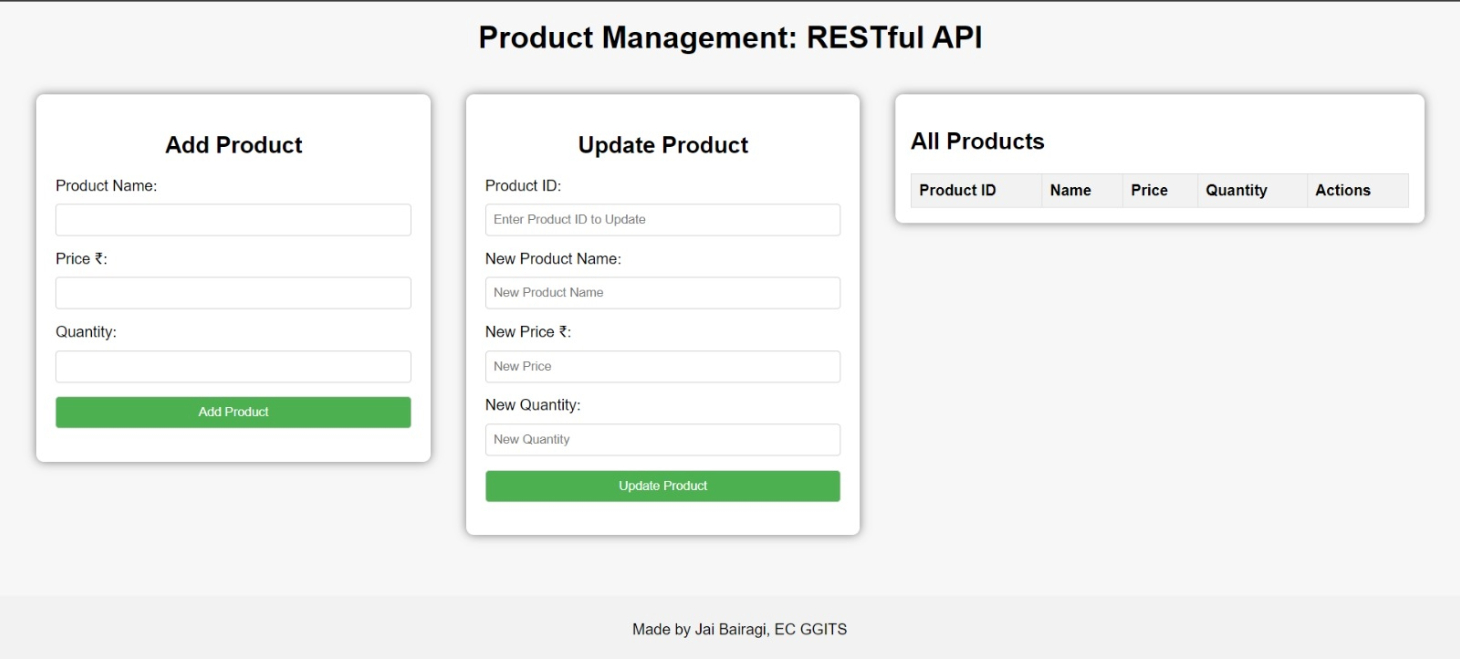 Product Management: RESTful API
Add Product
Product Name:
Price ₹:
Quantity:
Add Product
Update Product
Product ID:
Enter Product ID to Update
New Product Name:
New Product Name
New Price ₹:
New Price
New Quantity:
New Quantity
Update Product
All Products
Product ID Name Price Quantity Actions
Made by Jai Bairagi, EC GGITS